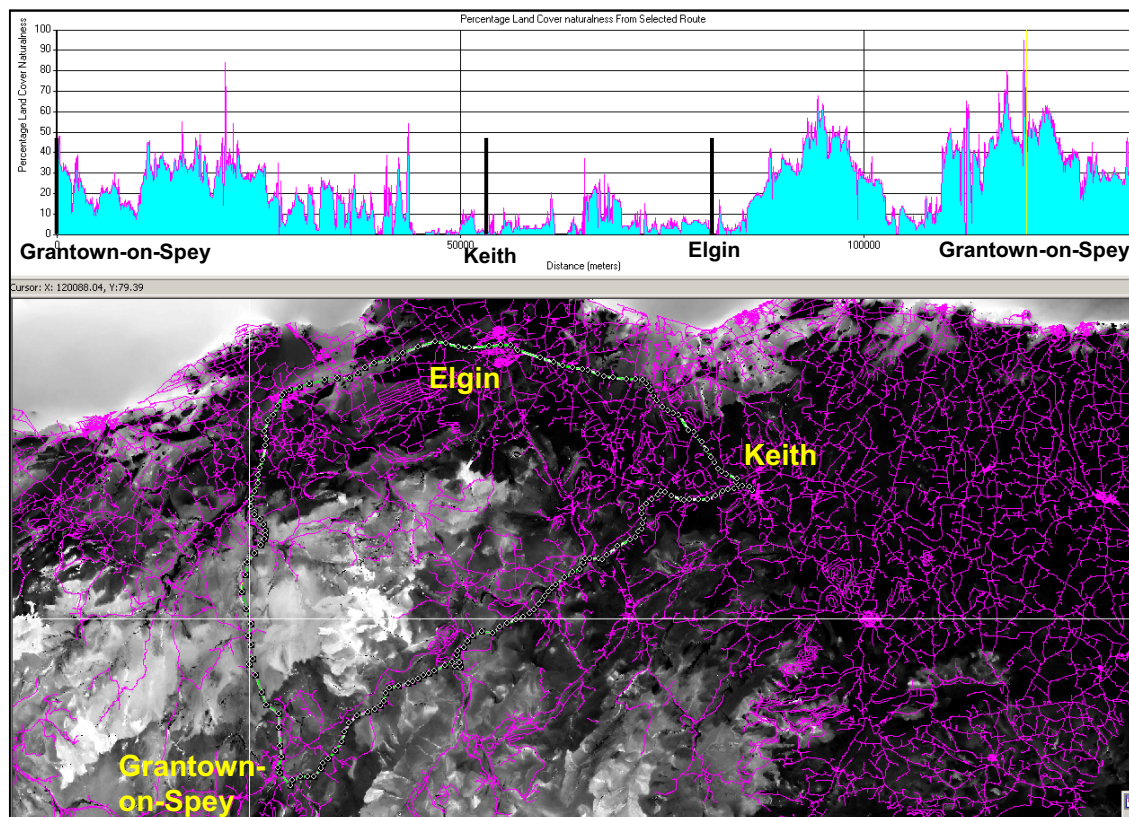 Percentage Land Cover naturalness From Selected Route
Percentage Land Cover Naturalness
100
90
80
70
60
50
40
30
20
10
0
0 50000 100000
Grantown-on-Spey Keith Elgin Grantown-on-Spey
Distance (meters)
Cursor: X: 120088.04, Y:79.39
Elgin
Keith
Grantown-
on-Spey